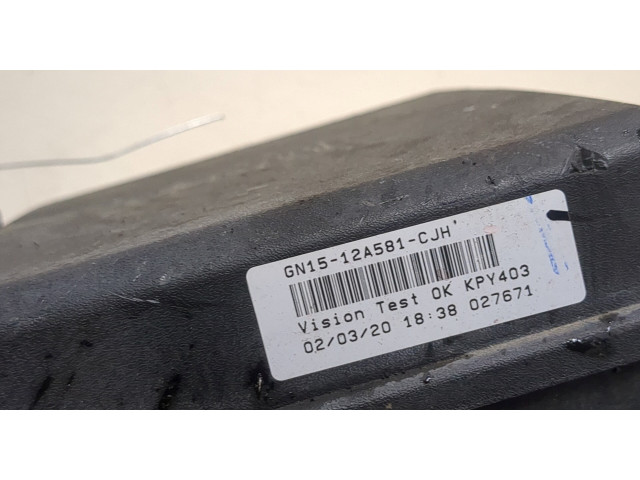 GN15-12A581-CJH
Vision Test OK KPY403
02/03/20 18:38 027671